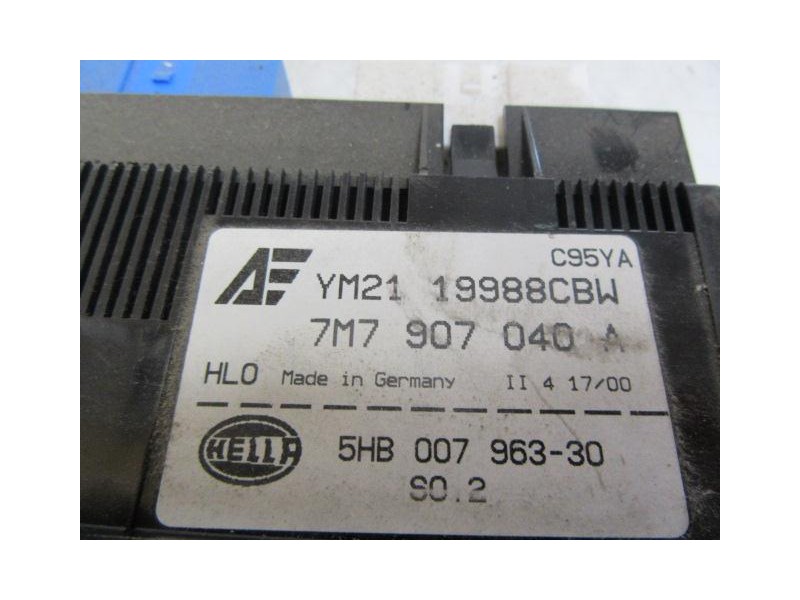 C95YA
AE YM21 19988CBW
7M7 907 040 A
HLO Made in Germany II 4 17/00
HELLA 5HB 007 963-30
SO.2